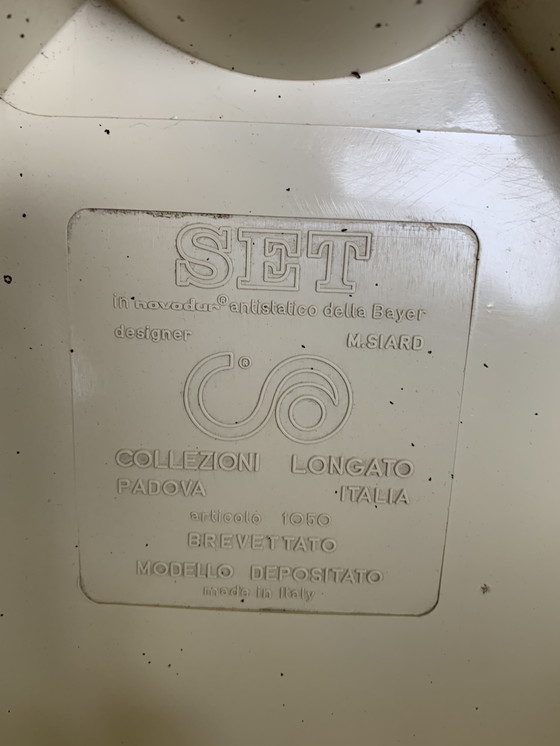 SET
in novodur® antistatico della Bayer
designer M.SIARD
®
COLLEZIONI LONGATO
PADOVA ITALIA
articolo 1050
BREVETTATO
MODELLO DEPOSITATO
made in Italy